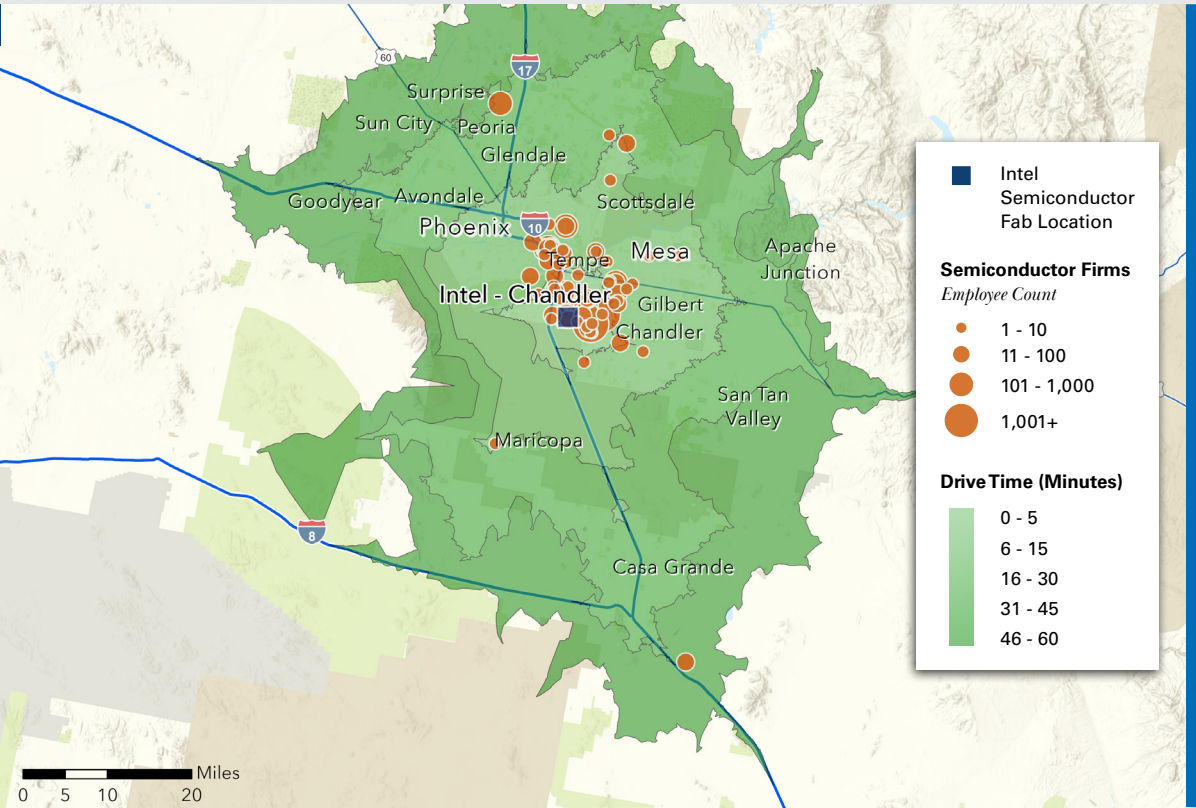 60
17
Surprise
Sun City
Peoria
Glendale
Goodyear
Avondale
Scottsdale
Phoenix
10
Tempe
Mesa
Apache
Junction
Intel - Chandler
Gilbert
Chandler
San Tan
Valley
Maricopa
8
Casa Grande
Miles
0 5 10 20
Intel
Semiconductor
Fab Location
Semiconductor Firms
Employee Count
1 - 10
11 - 100
101 - 1,000
1,001+
Drive Time (Minutes)
0 - 5
6 - 15
16 - 30
31 - 45
46 - 60